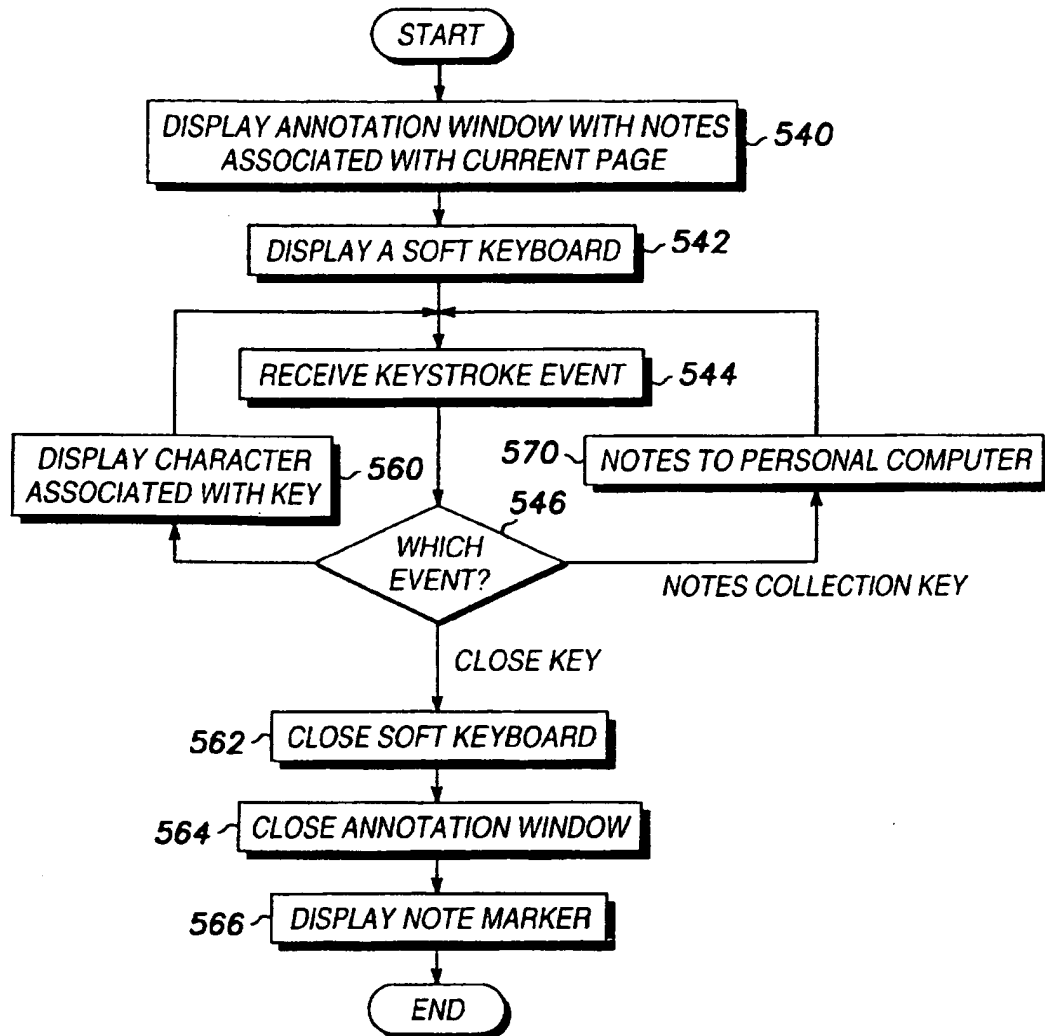 START
DISPLAY ANNOTATION WINDOW WITH NOTES
ASSOCIATED WITH CURRENT PAGE
540
DISPLAY A SOFT KEYBOARD
542
RECEIVE KEYSTROKE EVENT
544
DISPLAY CHARACTER
ASSOCIATED WITH KEY
560
570
NOTES TO PERSONAL COMPUTER
546
WHICH
EVENT?
NOTES COLLECTION KEY
CLOSE KEY
562
CLOSE SOFT KEYBOARD
564
CLOSE ANNOTATION WINDOW
566
DISPLAY NOTE MARKER
END